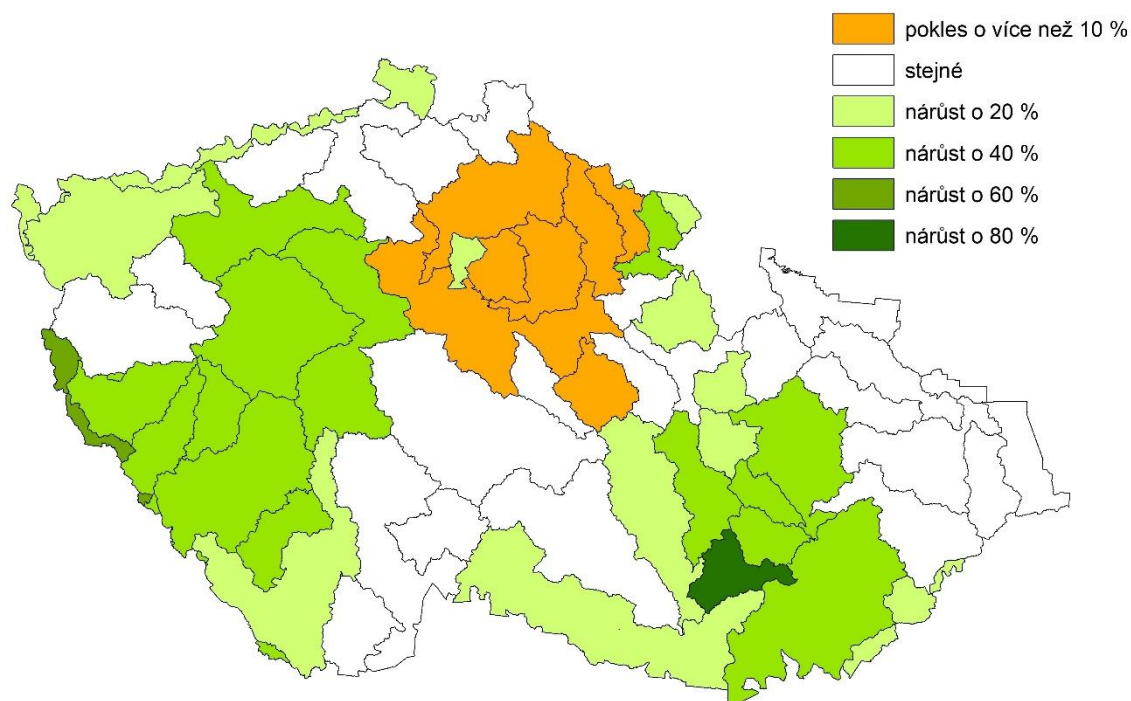 pokles o více než 10 %
stejné
nárůst o 20 %
nárůst o 40 %
nárůst o 60 %
nárůst o 80 %